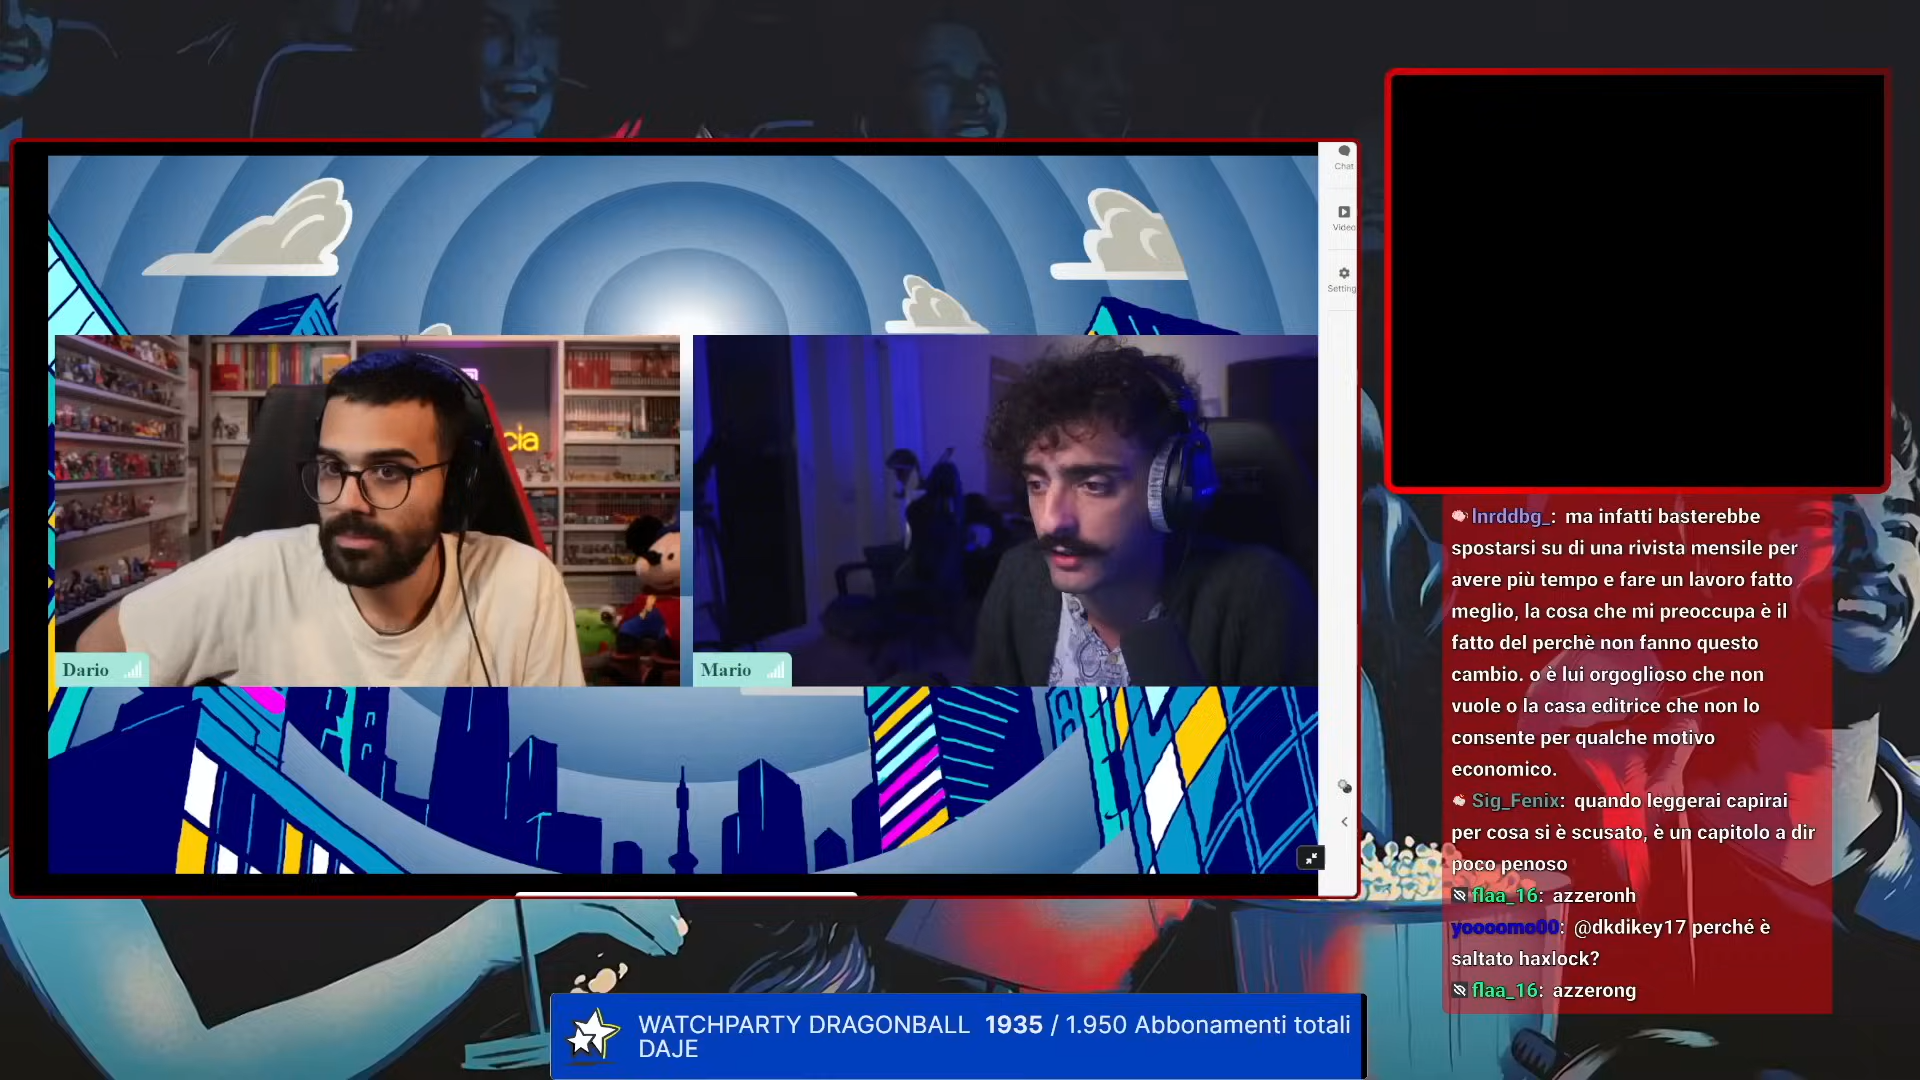 Chat
Video
Setting
cia
Dario
Mario
lnrddbg_: ma infatti basterebbe
spostarsi su di una rivista mensile per
avere più tempo e fare un lavoro fatto
meglio, la cosa che mi preoccupa è il
fatto del perchè non fanno questo
cambio. o è lui orgoglioso che non
vuole o la casa editrice che non lo
consente per qualche motivo
economico.
Sig_Fenix: quando leggerai capirai
per cosa si è scusato, è un capitolo a dir
poco penoso
flaa_16: azzeronh
yoooomo00: @dkdikey17 perché è
saltato haxlock?
flaa_16: azzerong
WATCHPARTY DRAGONBALL 1935 / 1.950 Abbonamenti totali
DAJE